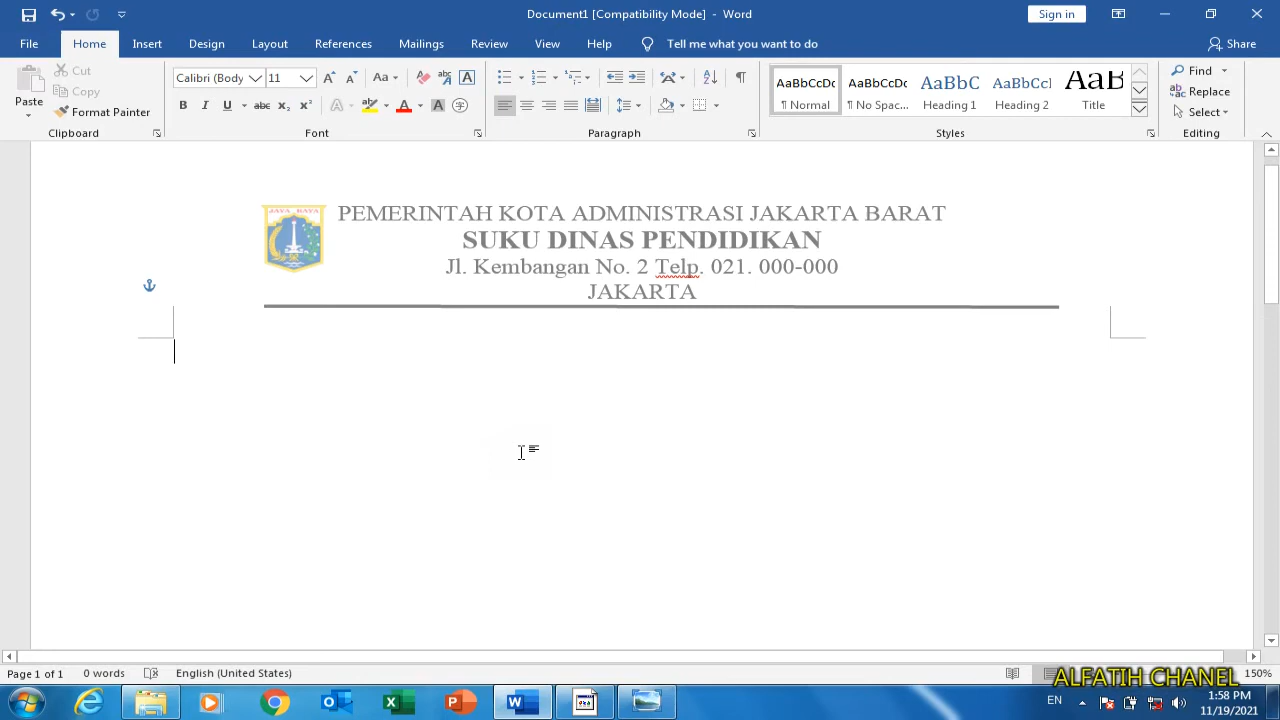 Document1 [Compatibility Mode] - Word
Sign in
File Home Insert Design Layout References Mailings Review View Help Tell me what you want to do Share
Paste
Cut
Copy
Format Painter
Clipboard
Calibri (Body 11
Font
Paragraph
AaBbCcDc
¶ Normal
AaBbCcDc
¶ No Spac...
AaBbC
Heading 1
AaBbCcI
Heading 2
AaB
Title
Styles
Find
Replace
Select
Editing
JAYA RAYA
PEMERINTAH KOTA ADMINISTRASI JAKARTA BARAT
SUKU DINAS PENDIDIKAN
Jl. Kembangan No. 2 Telp. 021. 000-000
JAKARTA
Page 1 of 1 0 words English (United States) 150%
ALFATIH CHANEL
EN
1:58 PM
11/19/2021